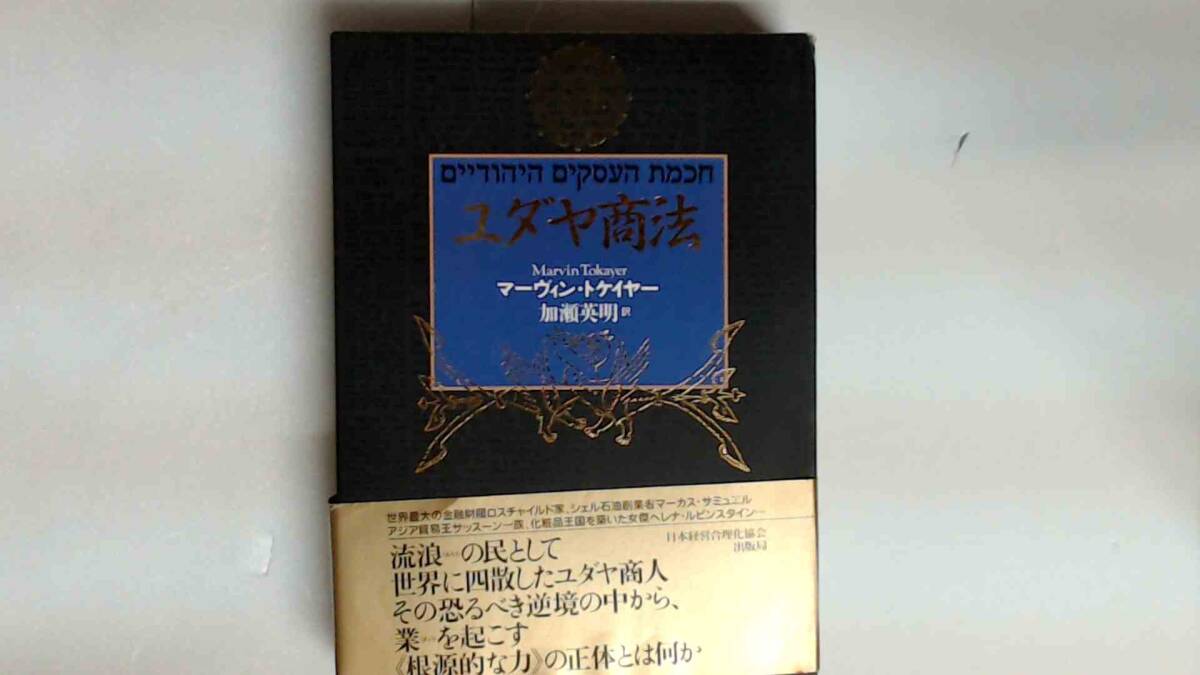 חכמת העסקים היהודיים
ユダヤ商法
Marvin Tokayer
マーヴィン・トケイヤー
加瀬英明 訳
世界最大の金融財閥ロスチャイルド家、シェル石油創業者マーカス・サミュエル
アジア貿易王サッスーン一族、化粧品王国を築いた女傑ヘレナ・ルビンスタイン…
日本経営合理化協会
出版局
流浪の民として
世界に四散したユダヤ商人
その恐るべき逆境の中から、
業を起こす
《根源的な力》の正体とは何か